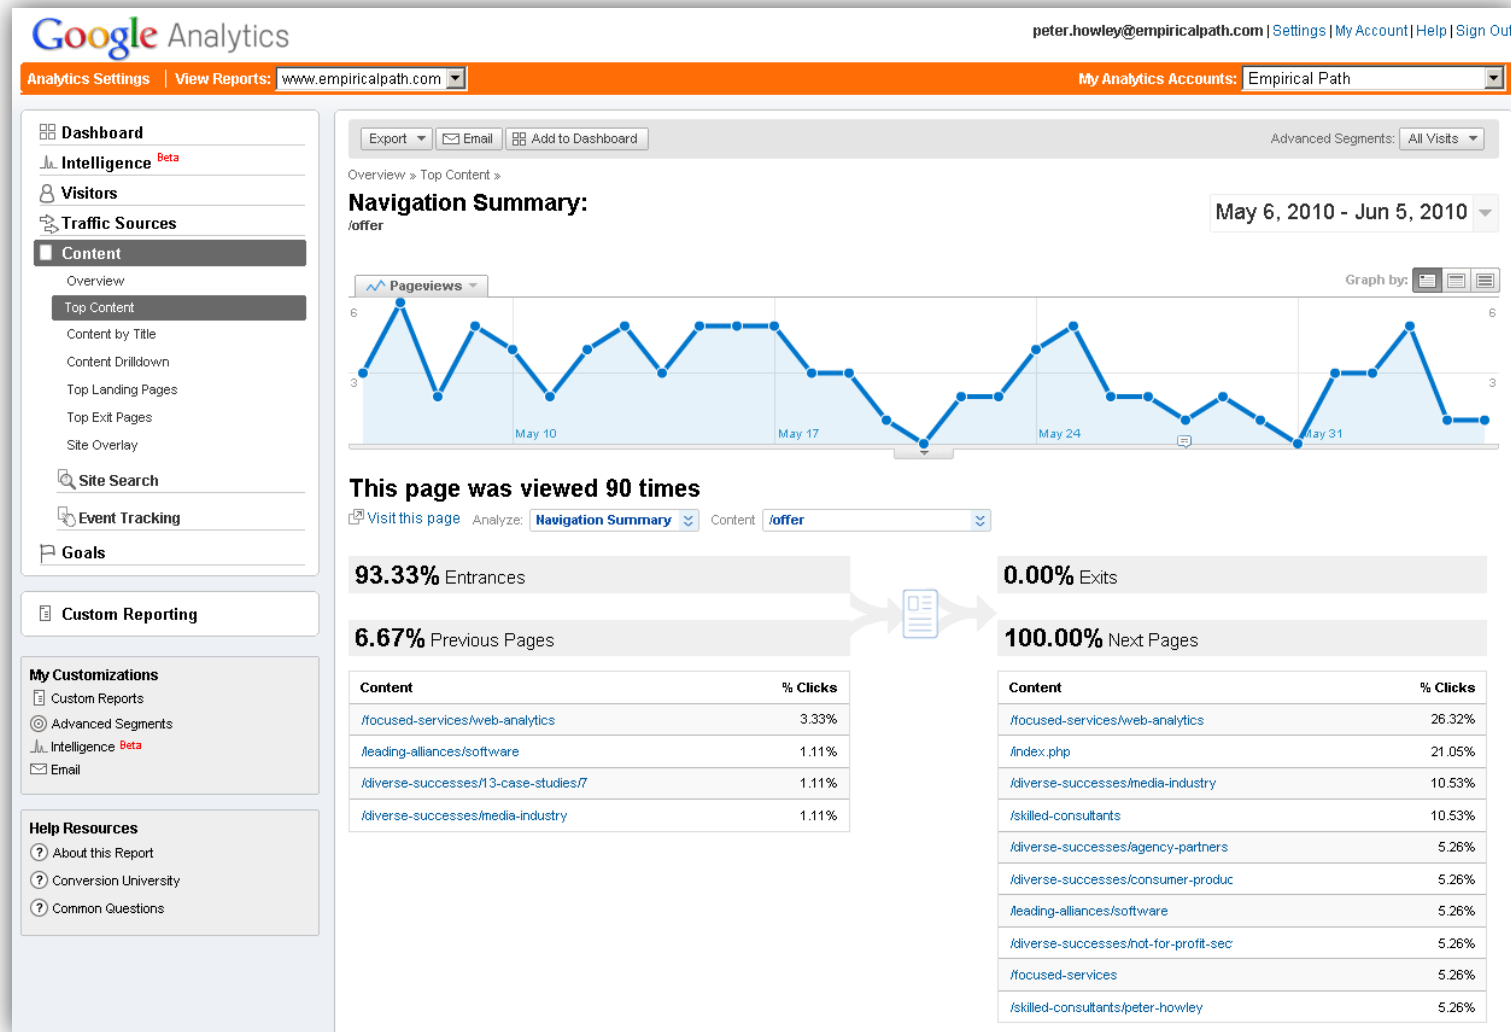 Google Analytics
peter.howley@empiricalpath.com | Settings | My Account | Help | Sign Out
Analytics Settings | View Reports: www.empiricalpath.com
My Analytics Accounts: Empirical Path
Dashboard
Intelligence Beta
Visitors
Traffic Sources
Content
Overview
Top Content
Content by Title
Content Drilldown
Top Landing Pages
Top Exit Pages
Site Overlay
Site Search
Event Tracking
Goals
Custom Reporting
My Customizations
Custom Reports
Advanced Segments
Intelligence Beta
Email
Help Resources
? About this Report
? Conversion University
? Common Questions
Export Email Add to Dashboard
Advanced Segments: All Visits
Overview » Top Content »
Navigation Summary:
/offer
May 6, 2010 - Jun 5, 2010
Pageviews
Graph by:
6 6
3 3
May 10 May 17 May 24 May 31
This page was viewed 90 times
Visit this page Analyze: Navigation Summary Content /offer
93.33% Entrances
6.67% Previous Pages
Content % Clicks
/focused-services/web-analytics 3.33%
/leading-alliances/software 1.11%
/diverse-successes/13-case-studies/7 1.11%
/diverse-successes/media-industry 1.11%
0.00% Exits
100.00% Next Pages
Content % Clicks
/focused-services/web-analytics 26.32%
/index.php 21.05%
/diverse-successes/media-industry 10.53%
/skilled-consultants 10.53%
/diverse-successes/agency-partners 5.26%
/diverse-successes/consumer-produc 5.26%
/leading-alliances/software 5.26%
/diverse-successes/not-for-profit-sec 5.26%
/focused-services 5.26%
/skilled-consultants/peter-howley 5.26%